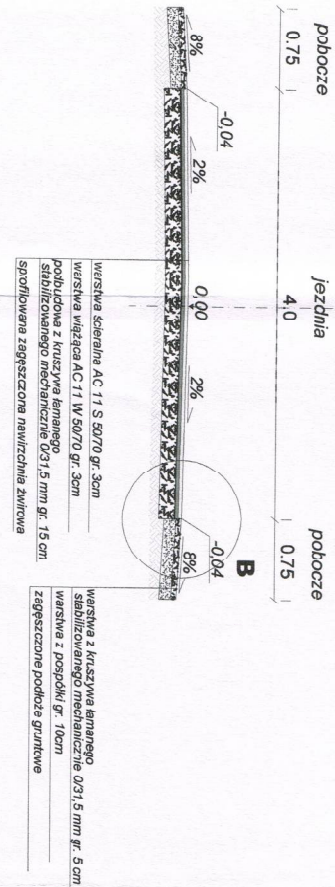 pobocze
jezdnia
pobocze
0.75
4.0
0.75
8%
-0,04
2%
0,00
2%
-0,04
8%
B
warstwa ścieralna AC 11 S 50/70 gr. 3cm
warstwa wiążąca AC 11 W 50/70 gr. 3cm
podbudowa z kruszywa łamanego
stabilizowanego mechanicznie 0/31,5 mm gr. 15 cm
sprofilowana zagęszczona nawirzchnia żwirowa
warstwa z kruszywa łamanego
stabilizowanego mechanicznie 0/31,5 mm gr. 5 cm
warstwa z pospółki gr. 10cm
zagęszczone podłoże gruntowe